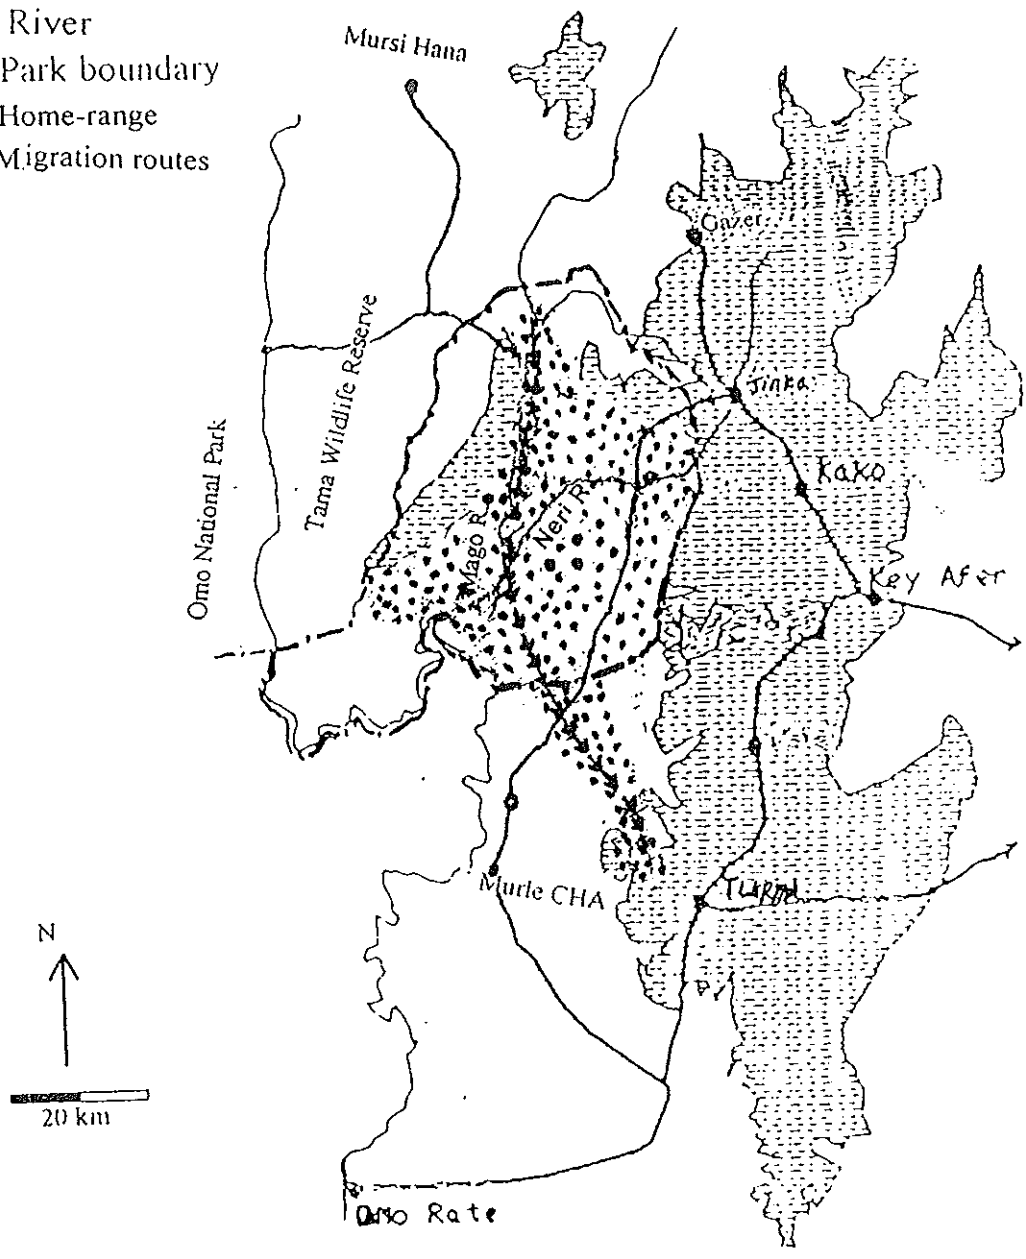 River
Park boundary
Home-range
Migration routes
Mursi Hana
Gazer
Tama Wildlife Reserve
Jinka
Omo National Park
Kako
Mago R.
Neri R.
Key Afer
Murle CHA
N
20 km
Omo Rate